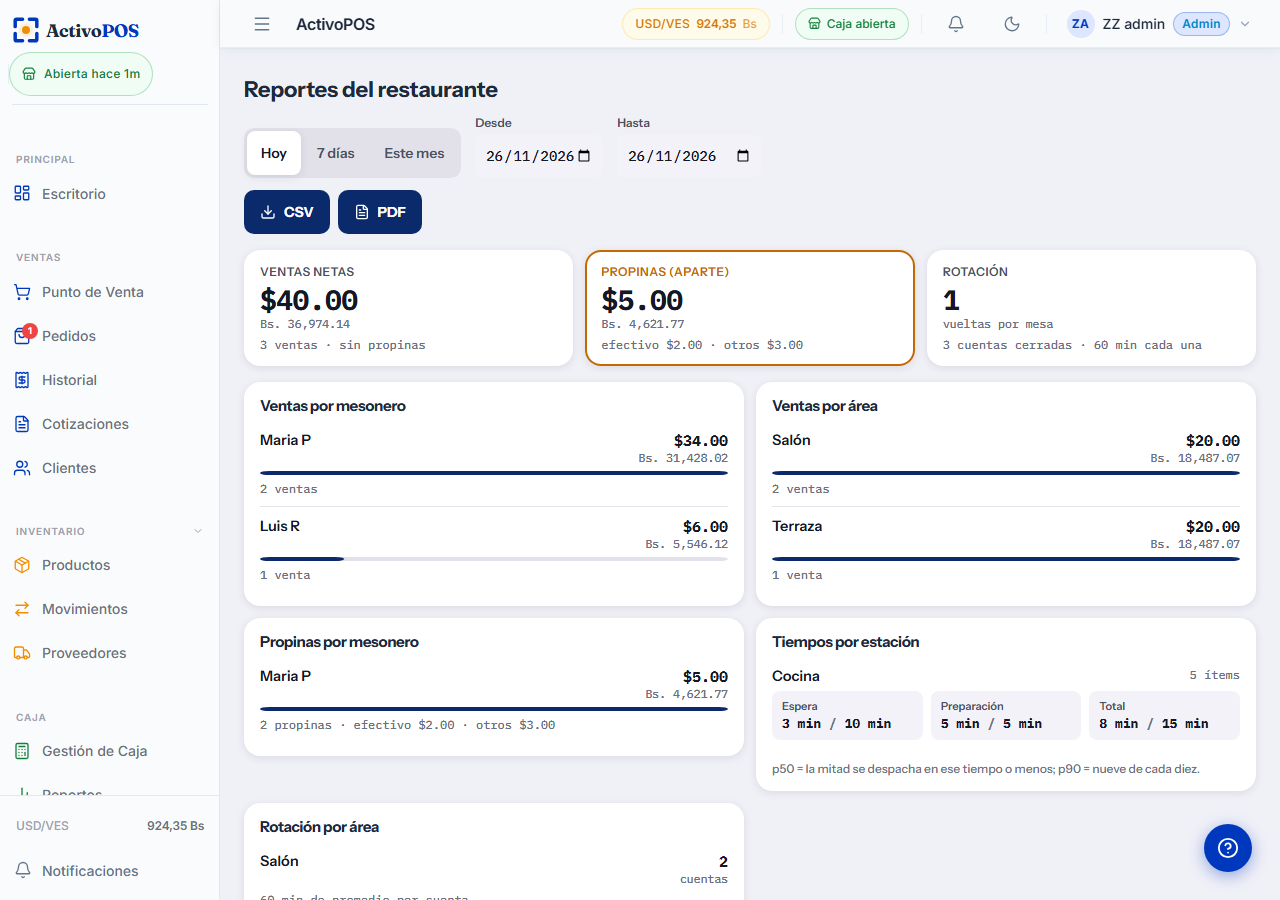 ActivoPOS
Abierta hace 1m
PRINCIPAL
Escritorio
VENTAS
Punto de Venta
1
Pedidos
Historial
Cotizaciones
Clientes
INVENTARIO
Productos
Movimientos
Proveedores
CAJA
Gestión de Caja
Reportes
USD/VES 924,35 Bs
Notificaciones
ActivoPOS
USD/VES 924,35 Bs
Caja abierta
ZA ZZ admin Admin
Reportes del restaurante
Hoy 7 días Este mes
Desde
26/11/2026
Hasta
26/11/2026
CSV PDF
VENTAS NETAS
$40.00
Bs. 36,974.14
3 ventas · sin propinas
PROPINAS (APARTE)
$5.00
Bs. 4,621.77
efectivo $2.00 · otros $3.00
ROTACIÓN
1
vueltas por mesa
3 cuentas cerradas · 60 min cada una
Ventas por mesonero
Maria P $34.00
Bs. 31,428.02
2 ventas
Luis R $6.00
Bs. 5,546.12
1 venta
Ventas por área
Salón $20.00
Bs. 18,487.07
2 ventas
Terraza $20.00
Bs. 18,487.07
1 venta
Propinas por mesonero
Maria P $5.00
Bs. 4,621.77
2 propinas · efectivo $2.00 · otros $3.00
Tiempos por estación
Cocina 5 ítems
Espera
3 min / 10 min
Preparación
5 min / 5 min
Total
8 min / 15 min
p50 = la mitad se despacha en ese tiempo o menos; p90 = nueve de cada diez.
Rotación por área
Salón 2
cuentas
60 min de promedio por cuenta